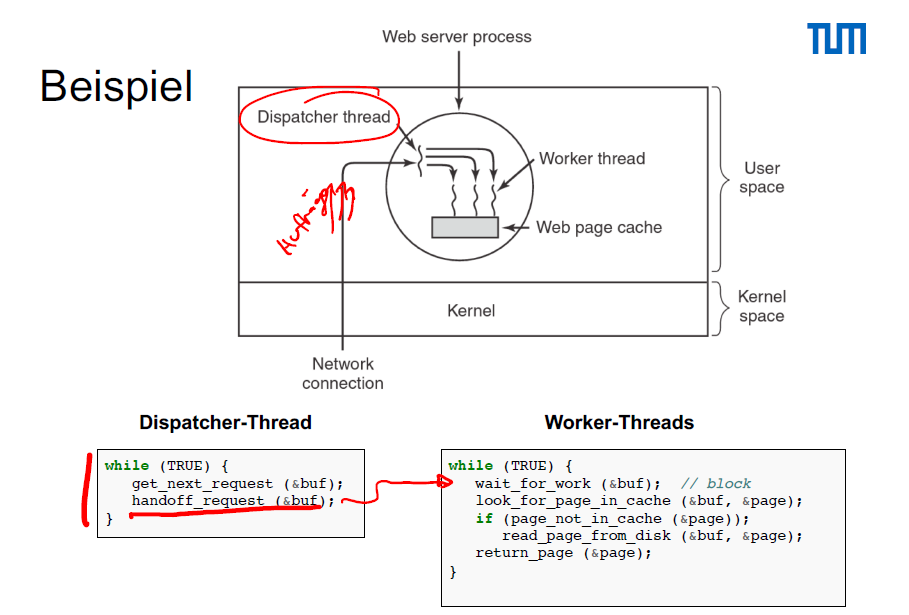 Web server process
TUM
Beispiel
Dispatcher thread
Worker thread
User
space
Web page cache
Kernel
Kernel
space
Network
connection
Dispatcher-Thread
while (TRUE) {
get_next_request (&buf);
handoff_request (&buf);
}
Worker-Threads
while (TRUE) {
wait_for_work (&buf);  // block
look_for_page_in_cache (&buf, &page);
if (page_not_in_cache (&page));
read_page_from_disk (&buf, &page);
return_page (&page);
}